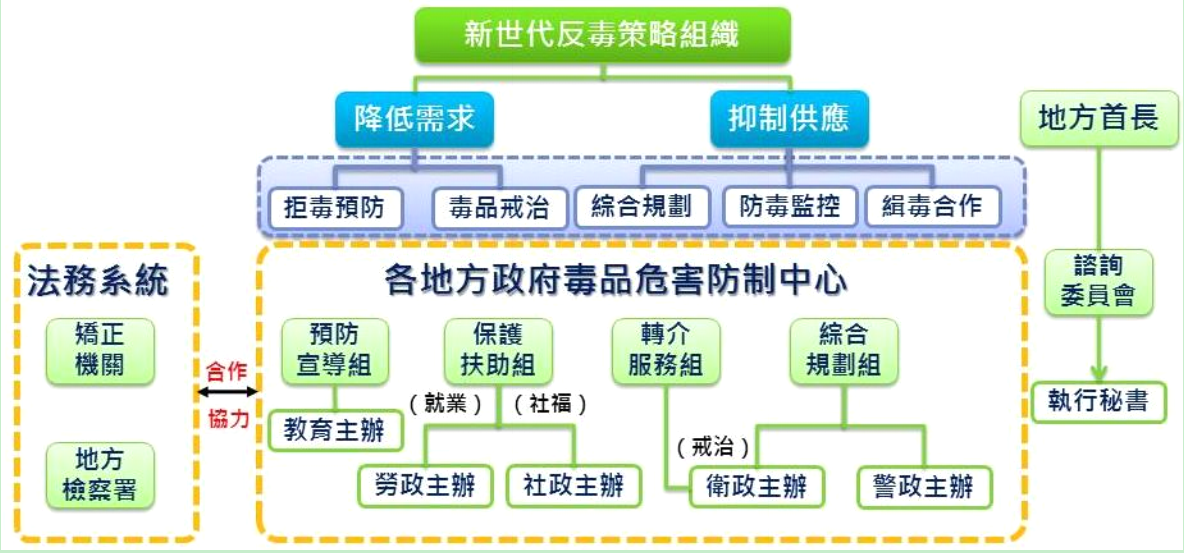 新世代反毒策略組織
降低需求
抑制供應
地方首長
拒毒預防
毒品戒治
綜合規劃
防毒監控
緝毒合作
諮詢
委員會
執行秘書
法務系統
矯正
機關
地方
檢察署
合作
協力
各地方政府毒品危害防制中心
預防
宣導組
保護
扶助組
轉介
服務組
綜合
規劃組
教育主辦
（就業）
（社福）
（戒治）
勞政主辦
社政主辦
衛政主辦
警政主辦